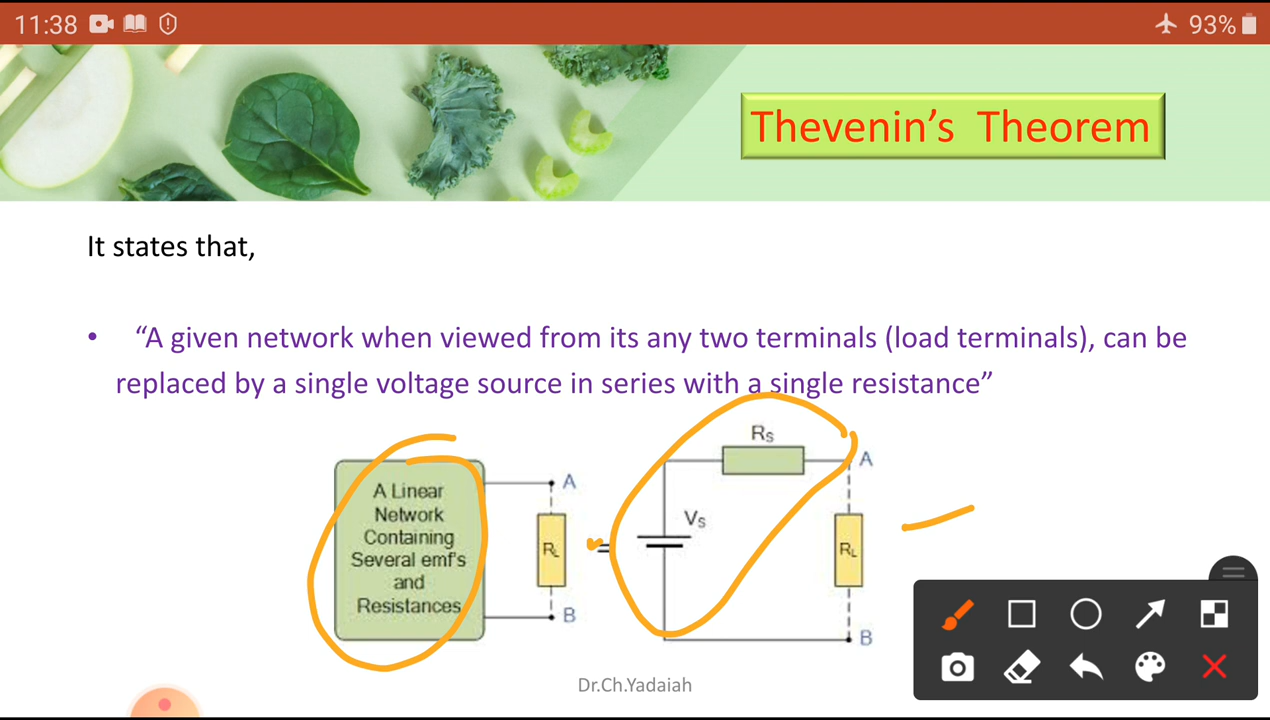 11:38 93%
Thevenin's Theorem
It states that,
• “A given network when viewed from its any two terminals (load terminals), can be
replaced by a single voltage source in series with a single resistance”
A Linear
Network
Containing
Several emf's
and
Resistances
A
RL
B
=
RS
VS
A
RL
B
Dr.Ch.Yadaiah